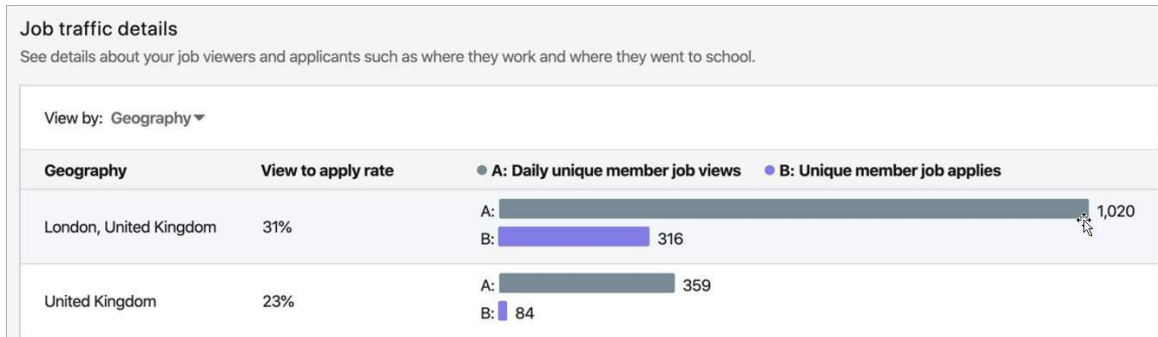 Job traffic details
See details about your job viewers and applicants such as where they work and where they went to school.
View by: Geography
Geography View to apply rate A: Daily unique member job views B: Unique member job applies
London, United Kingdom 31% A: 1,020
B: 316
United Kingdom 23% A: 359
B: 84